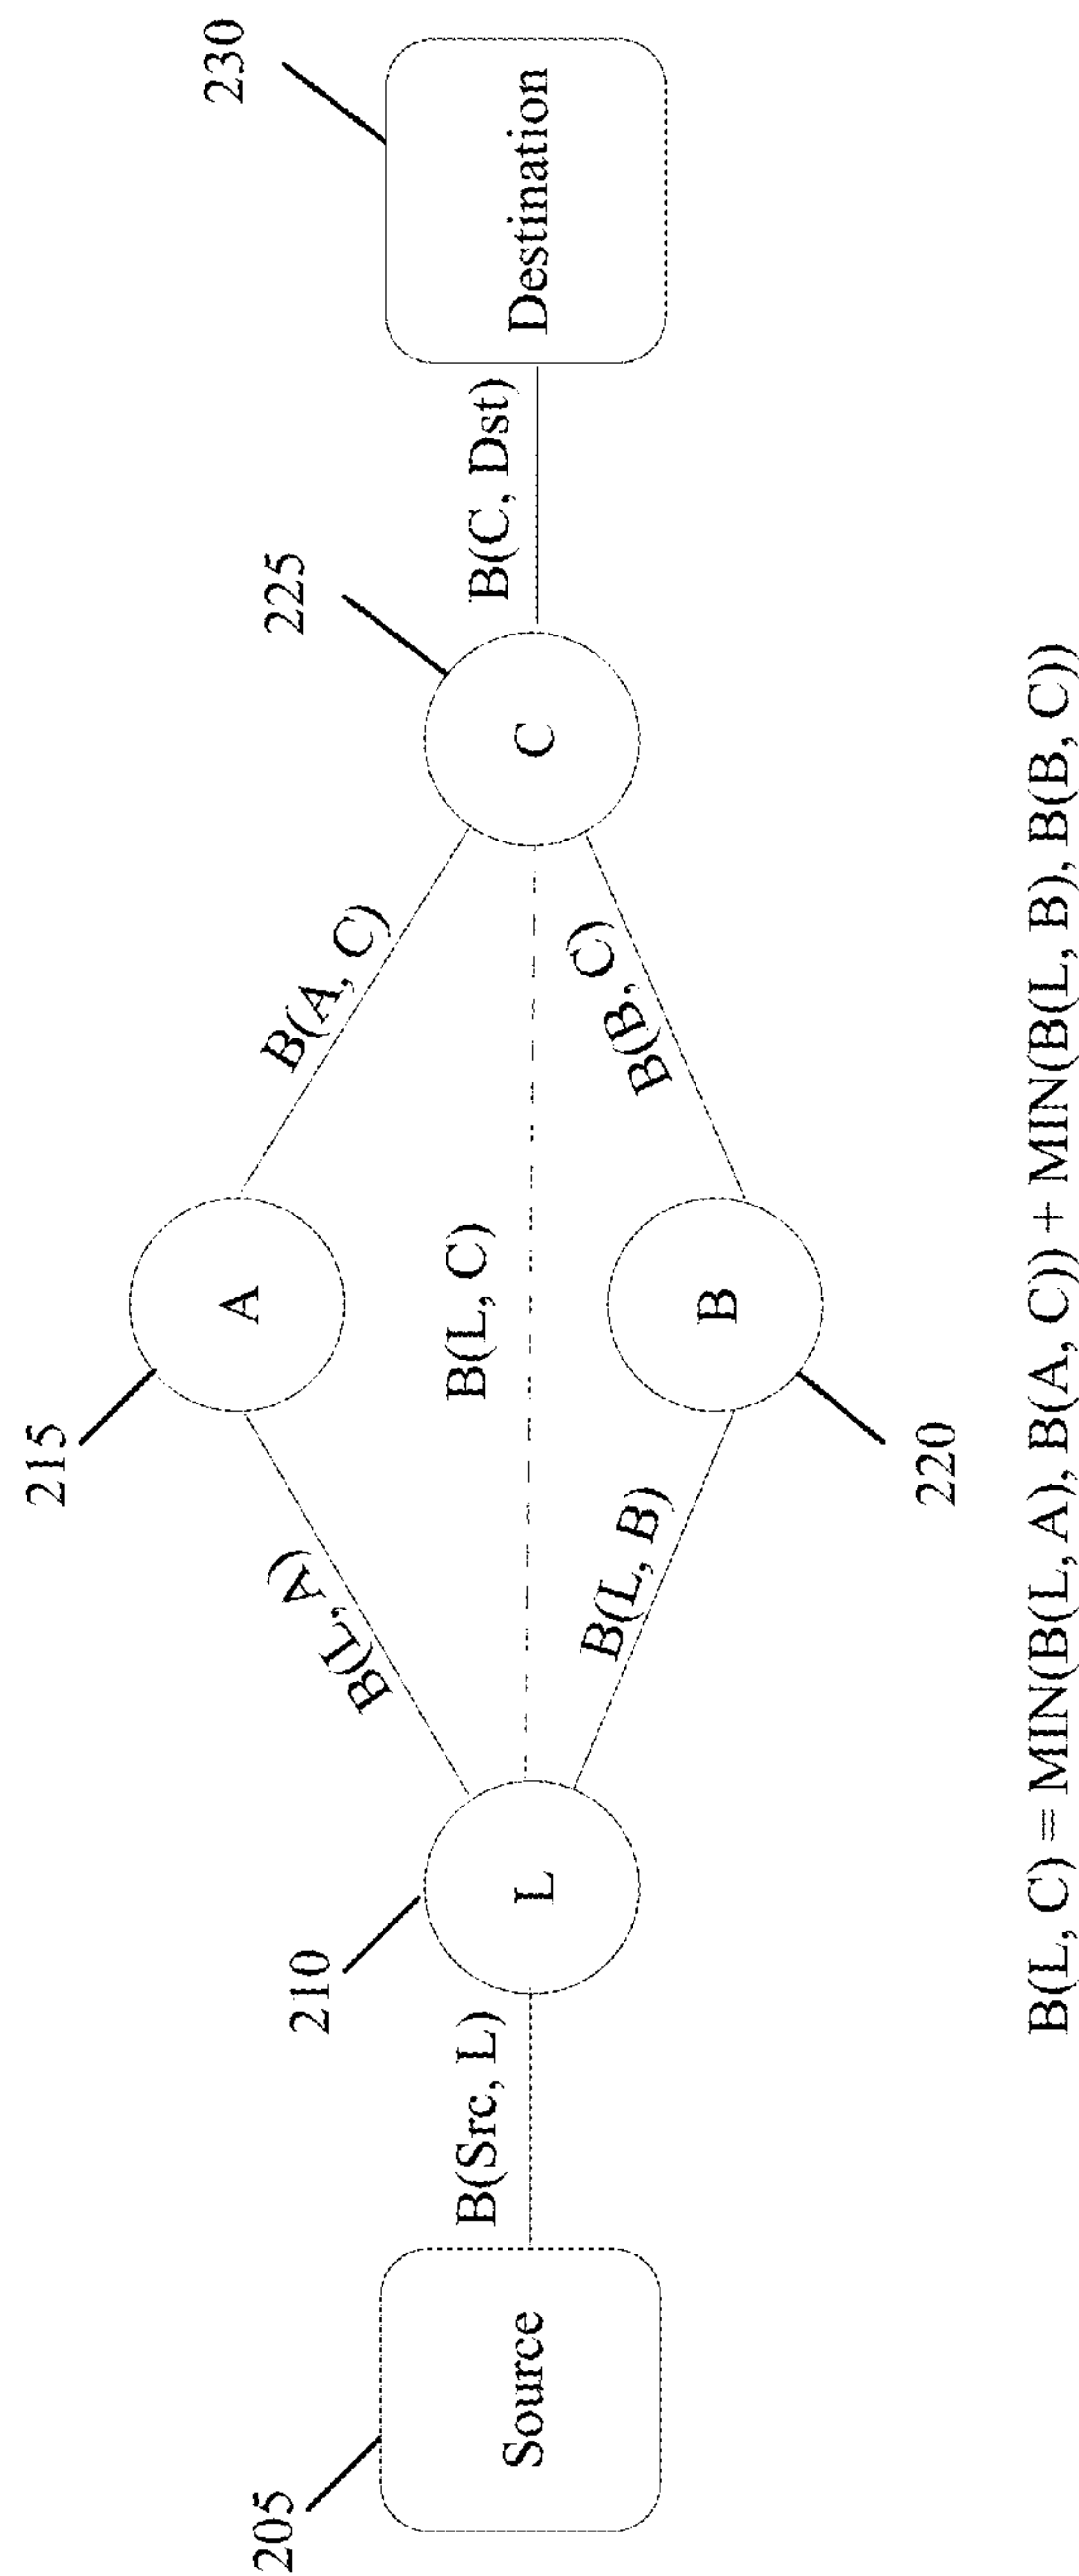 205
Source
B(Src, L)
210
L
B(L, A)
B(L, B)
215
A
B(L, C)
B
220
B(A, C)
B(B, C)
225
C
B(C, Dst)
230
Destination
B(L, C) = MIN(B(L, A), B(A, C)) + MIN(B(L, B), B(B, C))